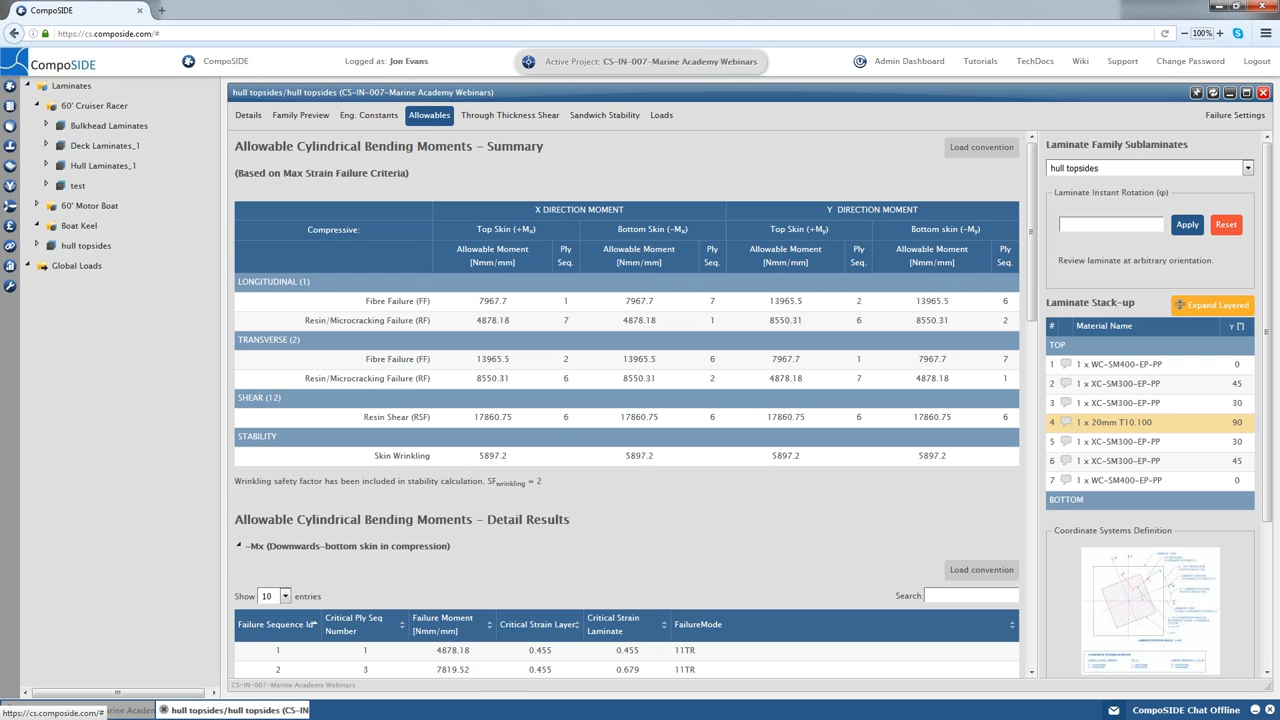 CompoSIDE
https://cs.composide.com/#
100%
CompoSIDE
CompoSIDE
Logged as: Jon Evans
Active Project: CS-IN-007-Marine Academy Webinars
Admin Dashboard
Tutorials
TechDocs
Wiki
Support
Change Password
Logout
Laminates
60' Cruiser Racer
Bulkhead Laminates
Deck Laminates_1
Hull Laminates_1
test
60' Motor Boat
Boat Keel
hull topsides
Global Loads
hull topsides/hull topsides (CS-IN-007-Marine Academy Webinars)
Details Family Preview Eng. Constants Allowables Through Thickness Shear Sandwich Stability Loads Failure Settings
Allowable Cylindrical Bending Moments – Summary
Load convention
(Based on Max Strain Failure Criteria)
X DIRECTION MOMENT Y DIRECTION MOMENT
Compressive: Top Skin (+Mx) Bottom Skin (–Mx) Top Skin (+My) Bottom skin (–My)
Allowable Moment [Nmm/mm] Ply Seq. Allowable Moment [Nmm/mm] Ply Seq. Allowable Moment [Nmm/mm] Ply Seq. Allowable Moment [Nmm/mm] Ply Seq.
LONGITUDINAL (1)
Fibre Failure (FF) 7967.7 1 7967.7 7 13965.5 2 13965.5 6
Resin/Microcracking Failure (RF) 4878.18 7 4878.18 1 8550.31 6 8550.31 2
TRANSVERSE (2)
Fibre Failure (FF) 13965.5 2 13965.5 6 7967.7 1 7967.7 7
Resin/Microcracking Failure (RF) 8550.31 6 8550.31 2 4878.18 7 4878.18 1
SHEAR (12)
Resin Shear (RSF) 17860.75 6 17860.75 6 17860.75 6 17860.75 6
STABILITY
Skin Wrinkling 5897.2 5897.2 5897.2 5897.2
Wrinkling safety factor has been included in stability calculation. SFwrinkling = 2
Allowable Cylindrical Bending Moments – Detail Results
–Mx (Downwards–bottom skin in compression)
Load convention
Show 10 entries
Search:
Failure Sequence Id Critical Ply Seq Number Failure Moment [Nmm/mm] Critical Strain Layer Critical Strain Laminate FailureMode
1 1 4878.18 0.455 0.455 11TR
2 3 7819.52 0.455 0.679 11TR
CS-IN-007-Marine Academy Webinars
Laminate Family Sublaminates
hull topsides
Laminate Instant Rotation (φ)
Apply
Reset
Review laminate at arbitrary orientation.
Laminate Stack-up
Expand Layered
# Material Name γ [°]
TOP
1 1 x WC-SM400-EP-PP 0
2 1 x XC-SM300-EP-PP 45
3 1 x XC-SM300-EP-PP 30
4 1 x 20mm T10.100 90
5 1 x XC-SM300-EP-PP 30
6 1 x XC-SM300-EP-PP 45
7 1 x WC-SM400-EP-PP 0
BOTTOM
Coordinate Systems Definition
https://cs.composide.com/#
hull topsides/hull topsides (CS-IN
CompoSIDE Chat Offline